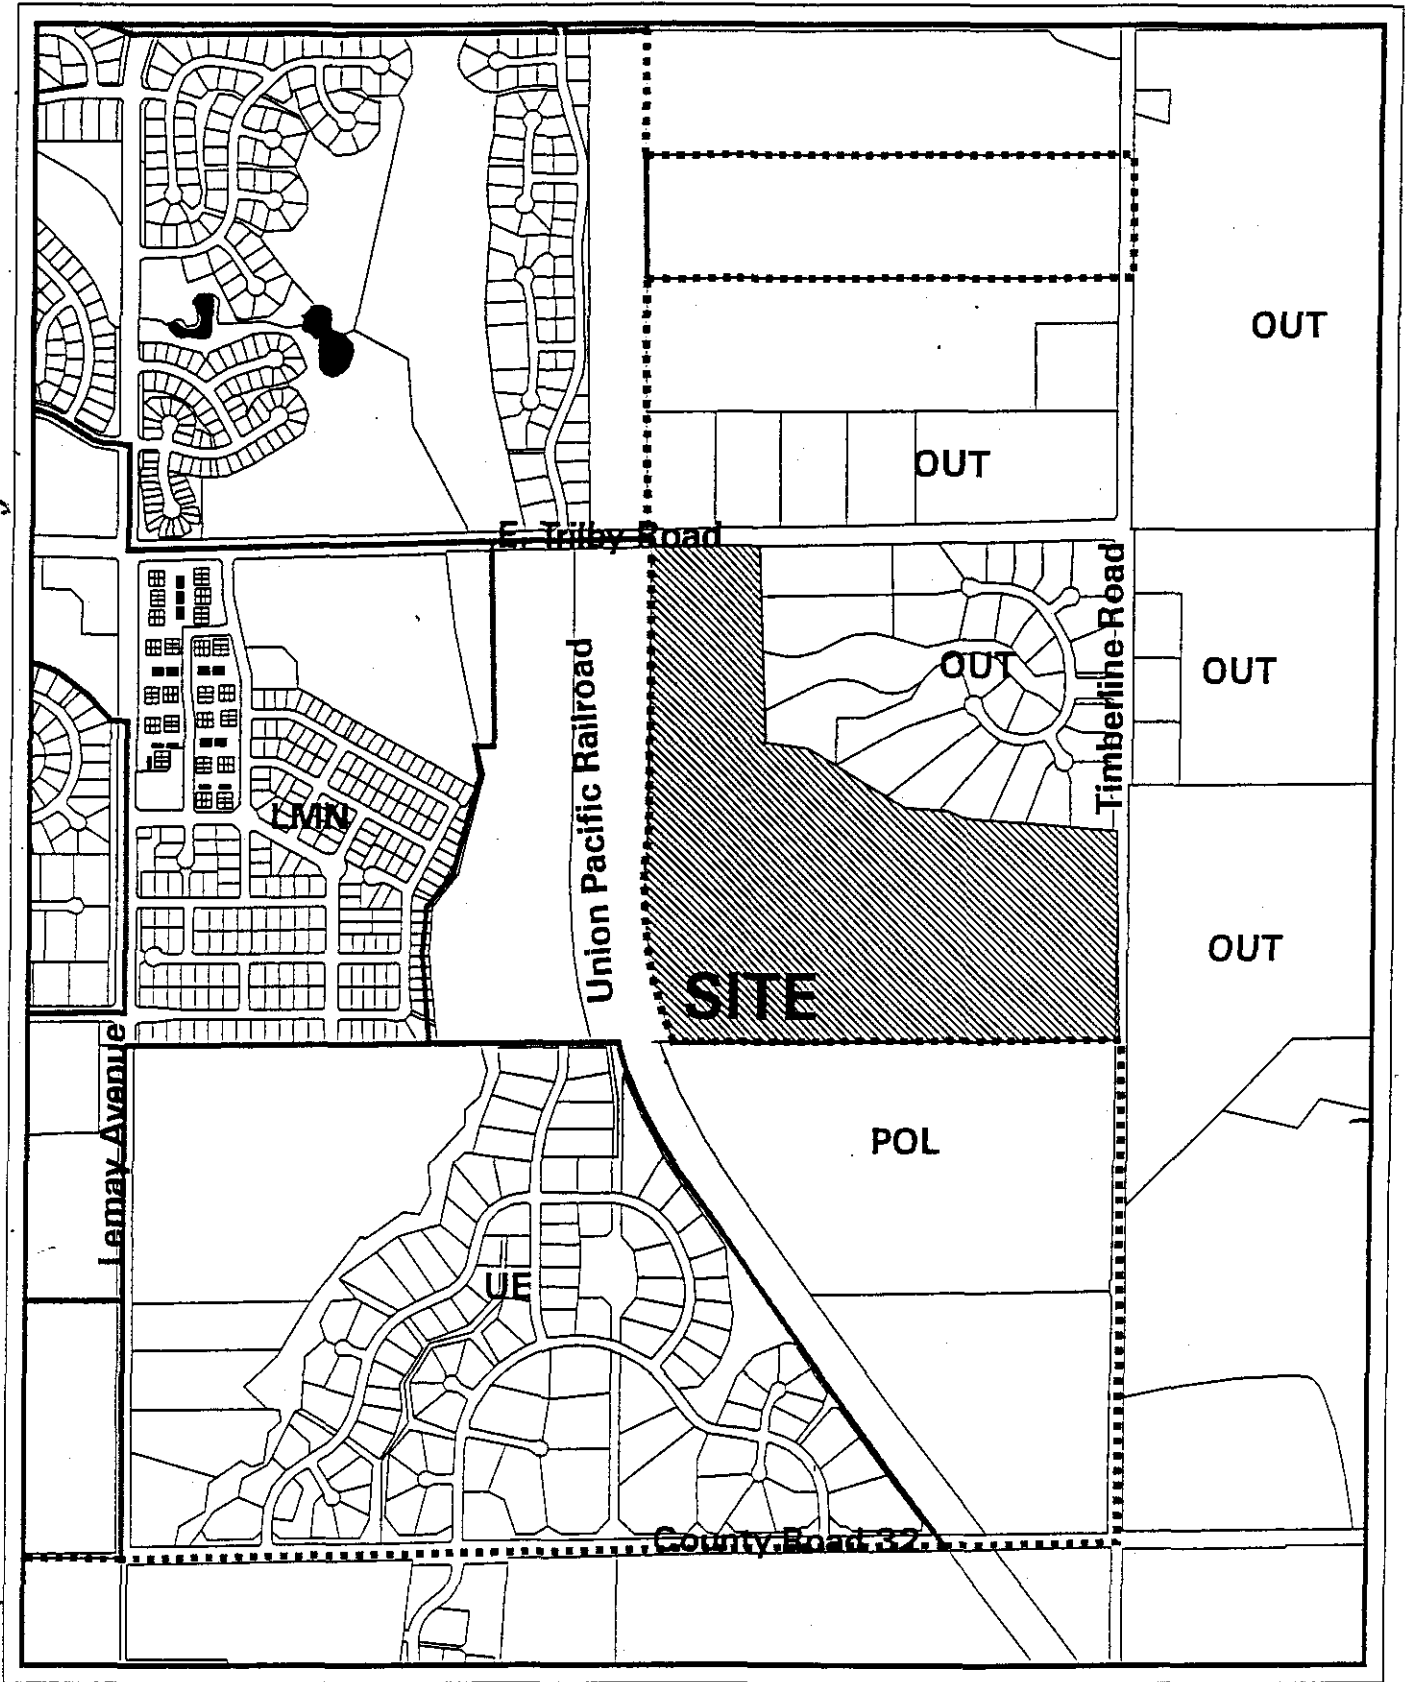 OUT
OUT
E. Trilby Road
OUT
OUT
Timberline Road
Union Pacific Railroad
LMN
OUT
SITE
Lemay Avenue
POL
UE
County Road 32